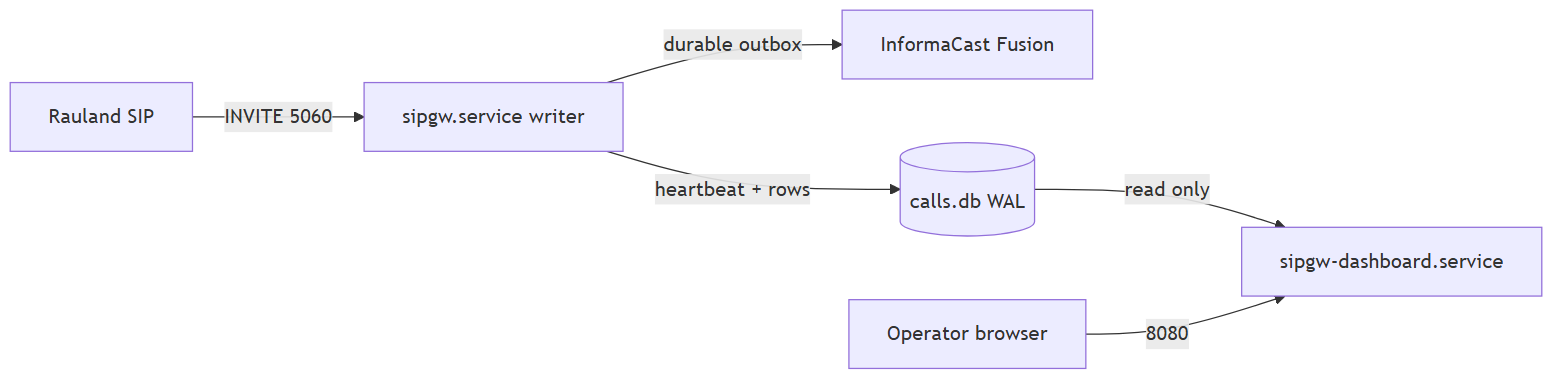 durable outbox
InformaCast Fusion
Rauland SIP
INVITE 5060
sipgw.service writer
heartbeat + rows
calls.db WAL
read only
sipgw-dashboard.service
Operator browser
8080